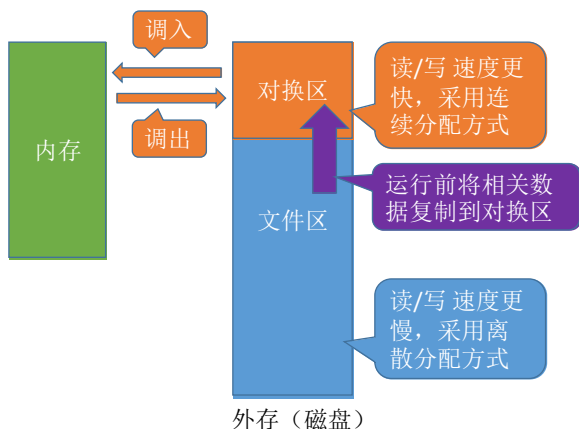 调入
调出
内存
对换区
文件区
读/写 速度更
快，采用连
续分配方式
运行前将相关数
据复制到对换区
读/写 速度更
慢，采用离
散分配方式
外存（磁盘）